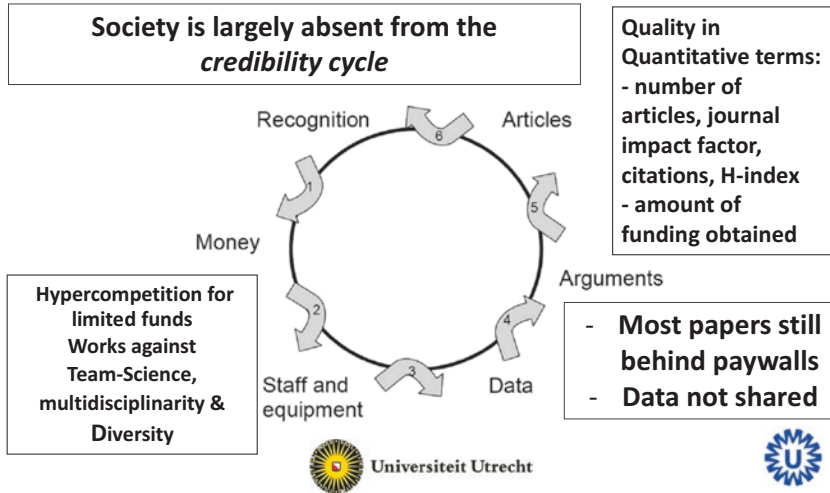 Society is largely absent from the
credibility cycle
Quality in
Quantitative terms:
- number of
articles, journal
impact factor,
citations, H-index
- amount of
funding obtained
Recognition
6
Articles
1
5
Money
Arguments
Hypercompetition for
limited funds
Works against
Team-Science,
multidisciplinarity &
Diversity
2
4
- Most papers still
behind paywalls
- Data not shared
Staff and
equipment
3
Data
Universiteit Utrecht
U